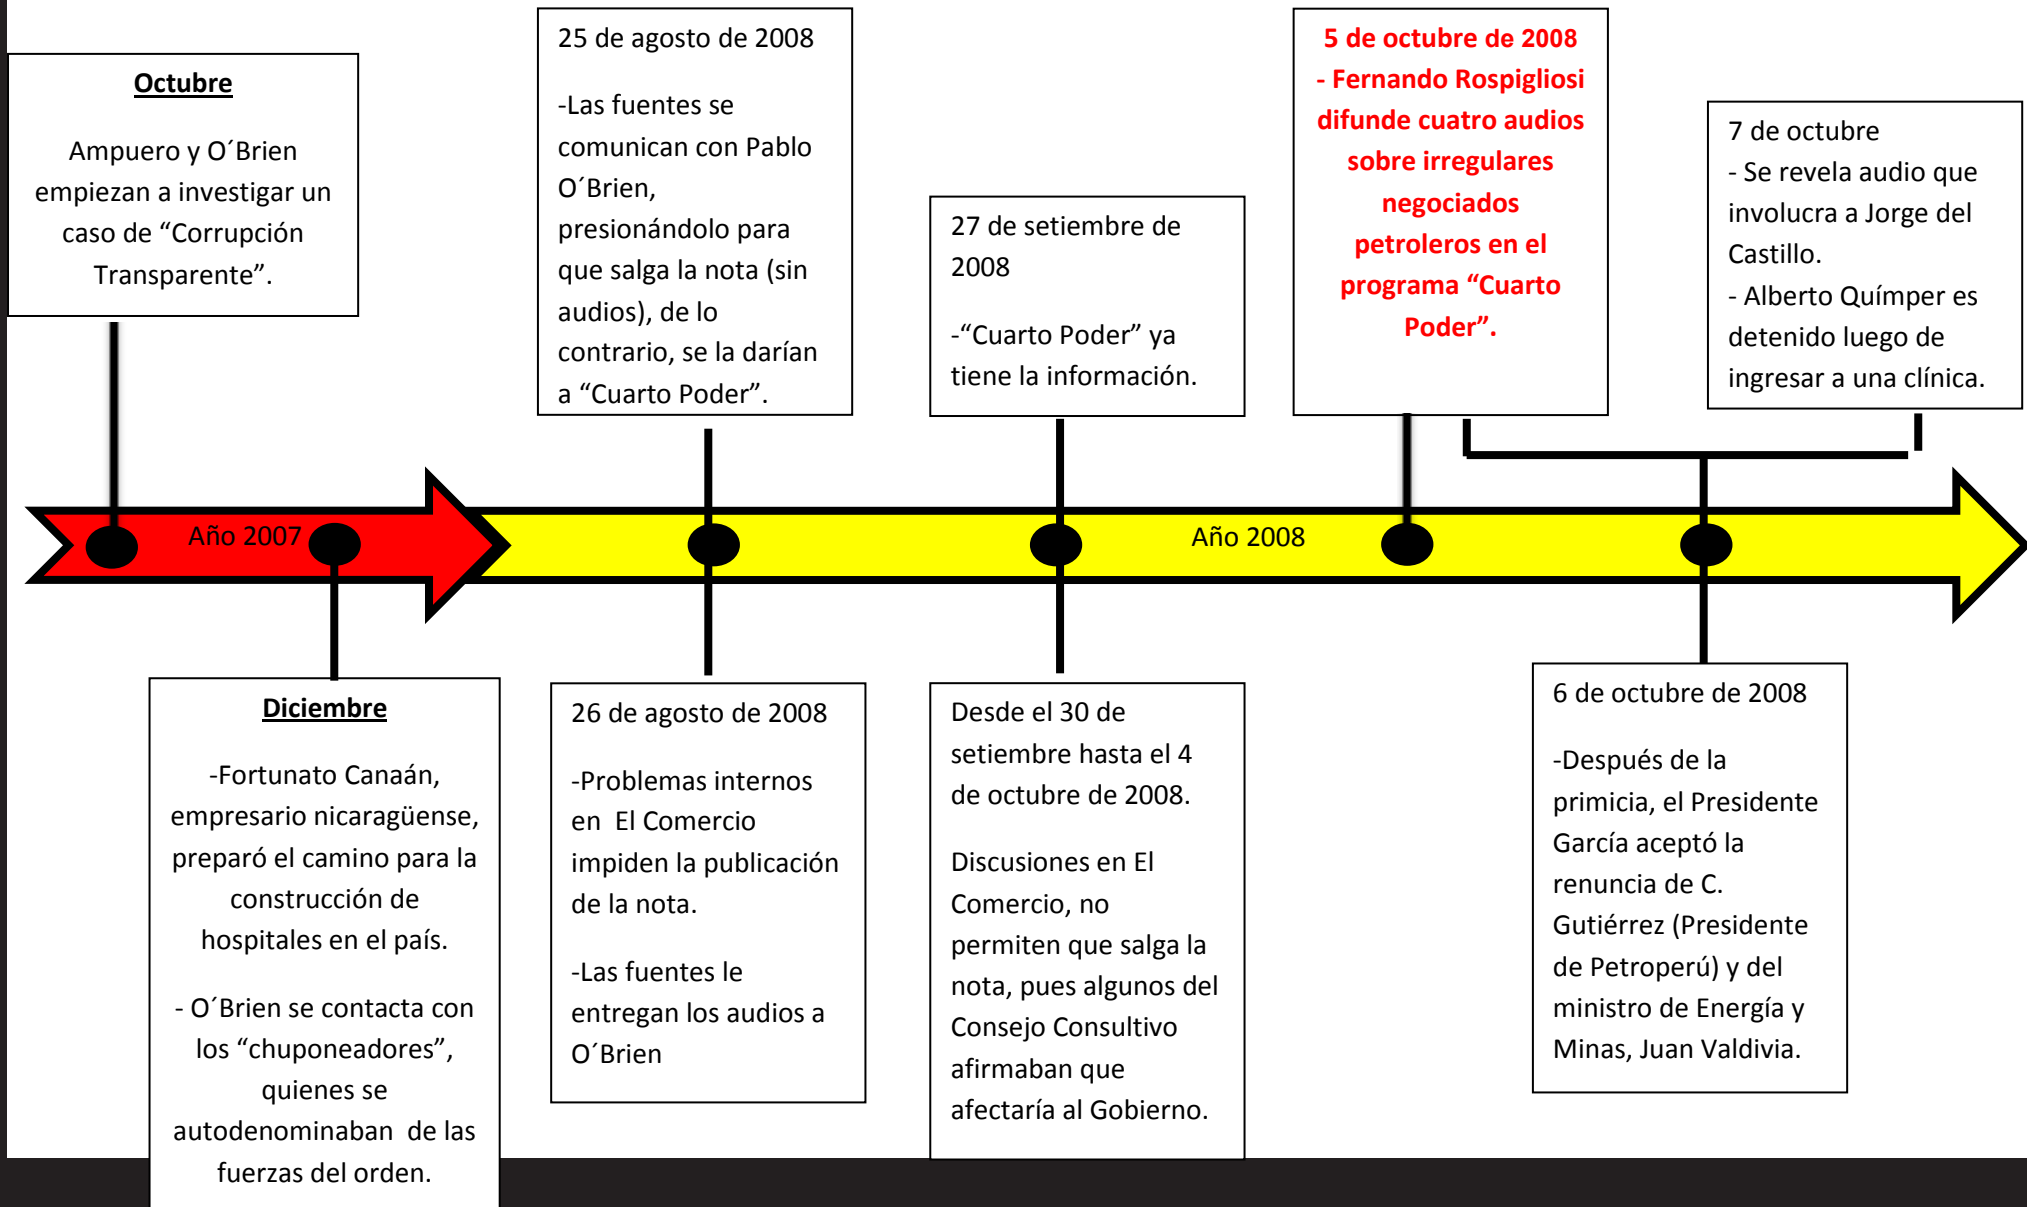 Octubre
Ampuero y O´Brien
empiezan a investigar un
caso de “Corrupción
Transparente”.
25 de agosto de 2008
-Las fuentes se
comunican con Pablo
O´Brien,
presionándolo para
que salga la nota (sin
audios), de lo
contrario, se la darían
a “Cuarto Poder”.
27 de setiembre de
2008
-“Cuarto Poder” ya
tiene la información.
5 de octubre de 2008
- Fernando Rospigliosi
difunde cuatro audios
sobre irregulares
negociados
petroleros en el
programa “Cuarto
Poder”.
7 de octubre
- Se revela audio que
involucra a Jorge del
Castillo.
- Alberto Químper es
detenido luego de
ingresar a una clínica.
Año 2007
Año 2008
Diciembre
-Fortunato Canaán,
empresario nicaragüense,
preparó el camino para la
construcción de
hospitales en el país.
- O´Brien se contacta con
los “chuponeadores”,
quienes se
autodenominaban de las
fuerzas del orden.
26 de agosto de 2008
-Problemas internos
en El Comercio
impiden la publicación
de la nota.
-Las fuentes le
entregan los audios a
O´Brien
Desde el 30 de
setiembre hasta el 4
de octubre de 2008.
Discusiones en El
Comercio, no
permiten que salga la
nota, pues algunos del
Consejo Consultivo
afirmaban que
afectaría al Gobierno.
6 de octubre de 2008
-Después de la
primicia, el Presidente
García aceptó la
renuncia de C.
Gutiérrez (Presidente
de Petroperú) y del
ministro de Energía y
Minas, Juan Valdivia.